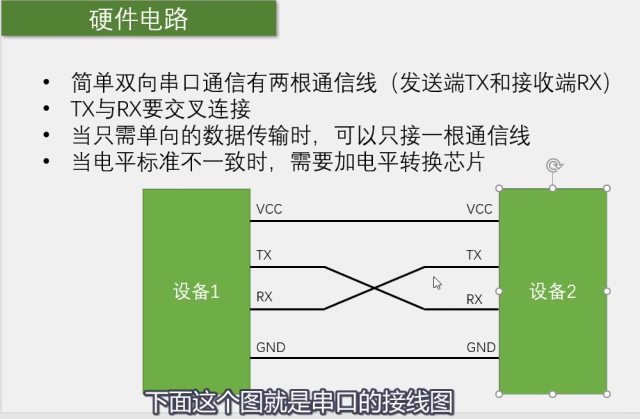 硬件电路
• 简单双向串口通信有两根通信线（发送端TX和接收端RX）
• TX与RX要交叉连接
• 当只需单向的数据传输时，可以只接一根通信线
• 当电平标准不一致时，需要加电平转换芯片
VCC VCC
TX TX
设备1 设备2
RX RX
GND GND
下面这个图就是串口的接线图